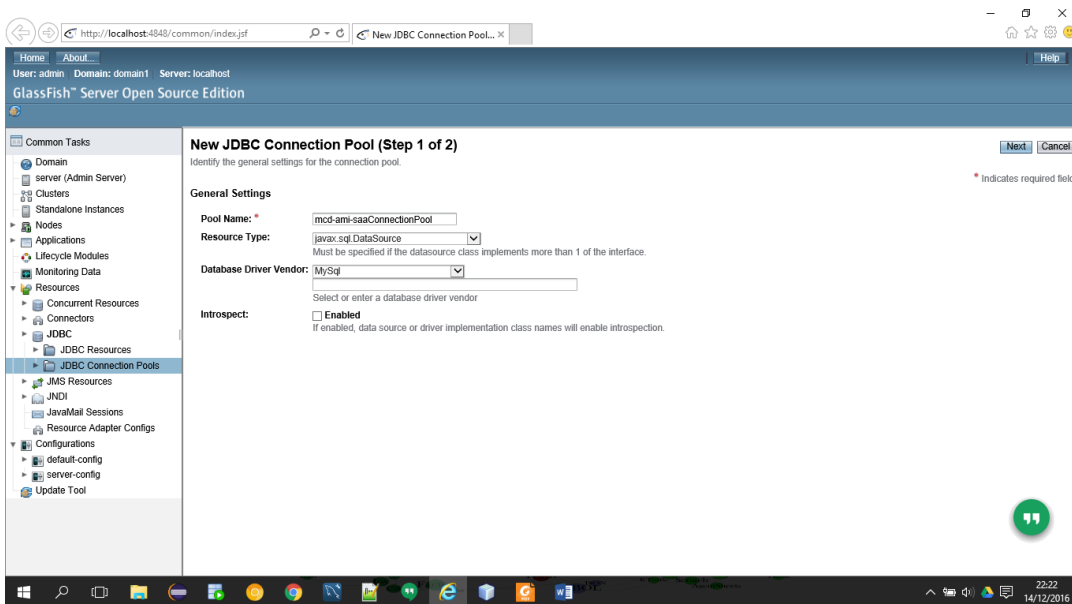 http://localhost:4848/common/index.jsf
New JDBC Connection Pool...
Home About...
Help
User: admin Domain: domain1 Server: localhost
GlassFish™ Server Open Source Edition
Common Tasks
Domain
server (Admin Server)
Clusters
Standalone Instances
Nodes
Applications
Lifecycle Modules
Monitoring Data
Resources
Concurrent Resources
Connectors
JDBC
JDBC Resources
JDBC Connection Pools
JMS Resources
JNDI
JavaMail Sessions
Resource Adapter Configs
Configurations
default-config
server-config
Update Tool
New JDBC Connection Pool (Step 1 of 2)
Next Cancel
Identify the general settings for the connection pool.
* Indicates required field
General Settings
Pool Name: * mcd-ami-saaConnectionPool
Resource Type: javax.sql.DataSource
Must be specified if the datasource class implements more than 1 of the interface.
Database Driver Vendor: MySql
Select or enter a database driver vendor
Introspect: Enabled
If enabled, data source or driver implementation class names will enable introspection.
22:22
14/12/2016